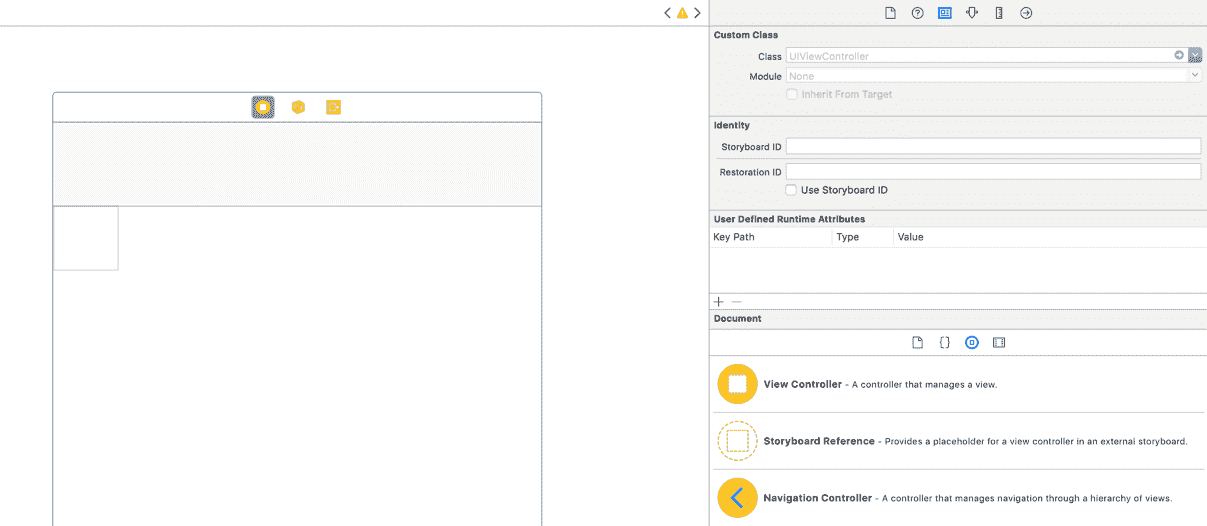 Custom Class
Class UIViewController
Module None
Inherit From Target
Identity
Storyboard ID
Restoration ID
Use Storyboard ID
User Defined Runtime Attributes
Key Path Type Value
Document
View Controller - A controller that manages a view.
Storyboard Reference - Provides a placeholder for a view controller in an external storyboard.
Navigation Controller - A controller that manages navigation through a hierarchy of views.